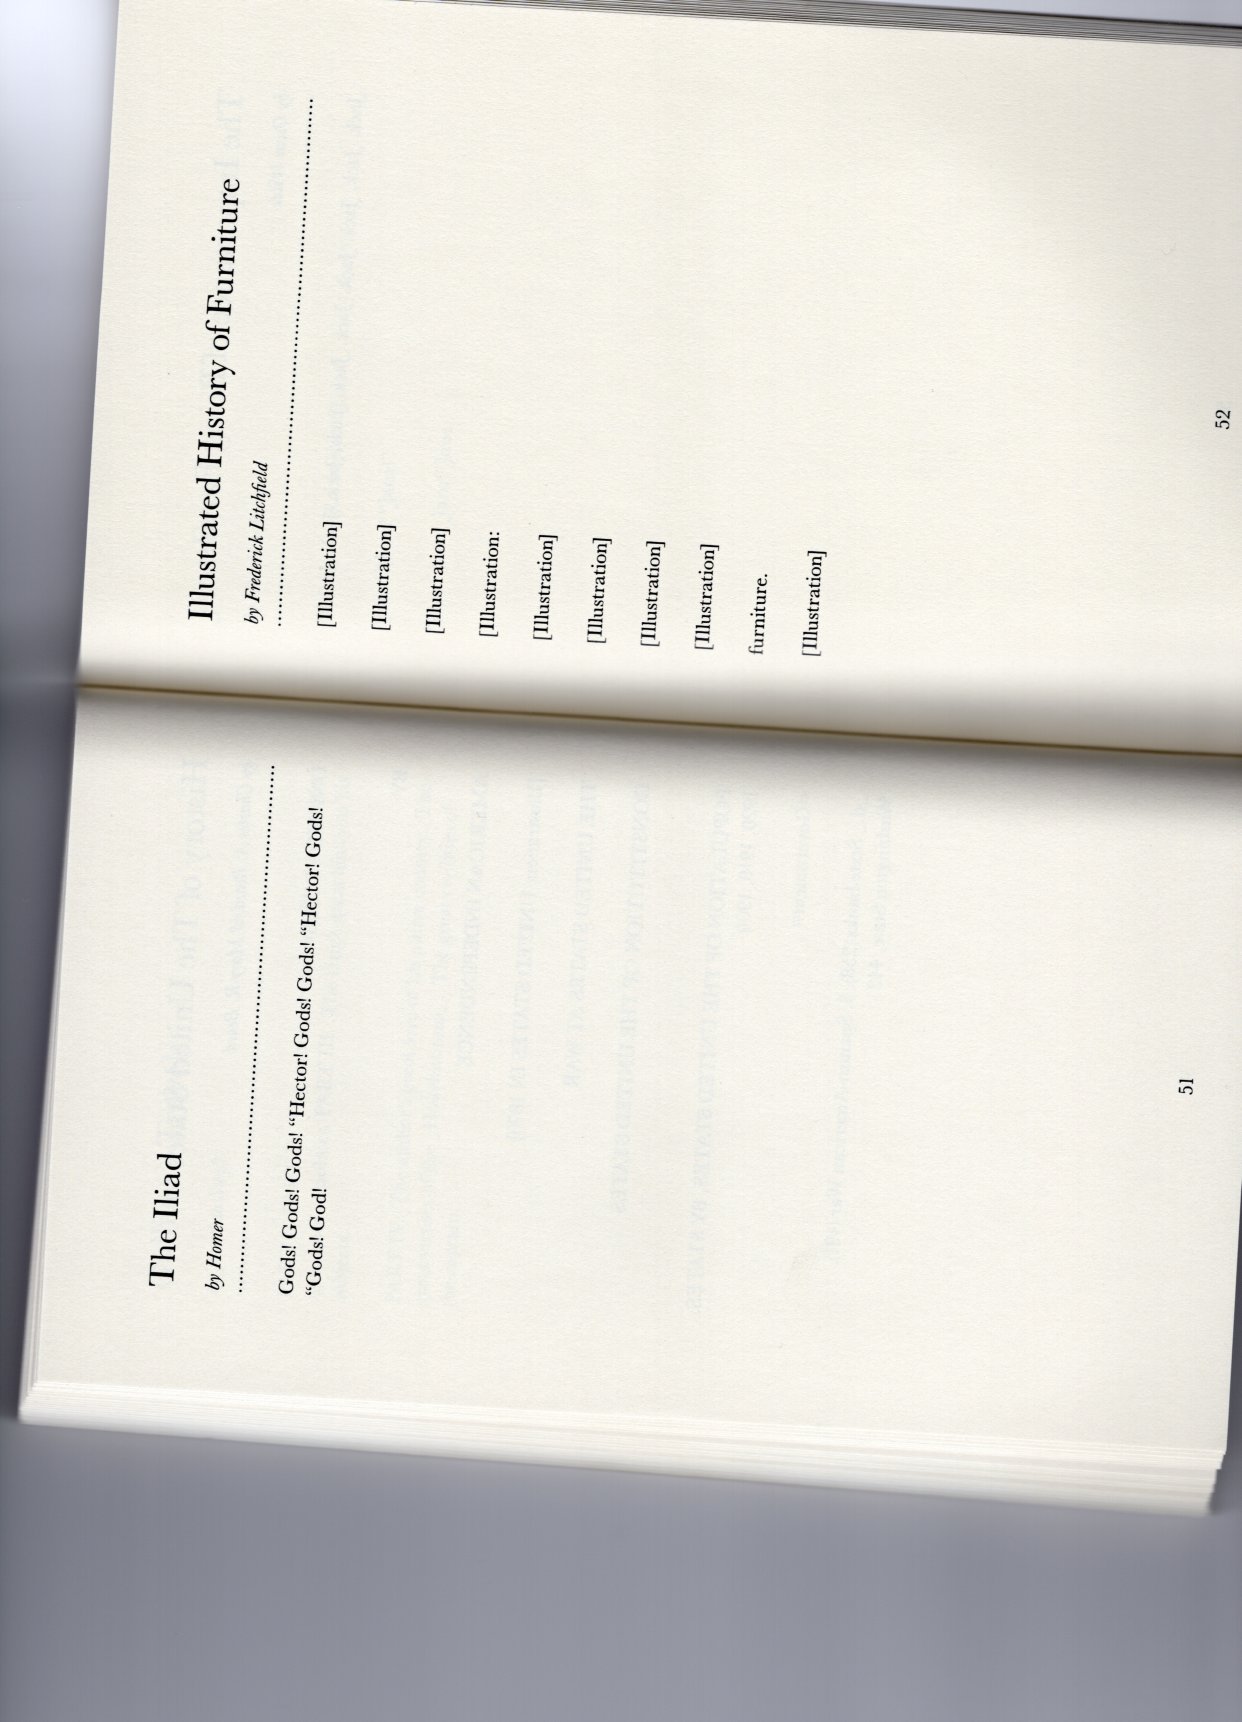 The Iliad
by Homer
Gods! Gods! Gods! “Hector! Gods! Gods! “Hector! Gods!
“Gods! God!
51
Illustrated History of Furniture
by Frederick Litchfield
[Illustration]
[Illustration]
[Illustration]
[Illustration:
[Illustration]
[Illustration]
[Illustration]
[Illustration]
furniture.
[Illustration]
52